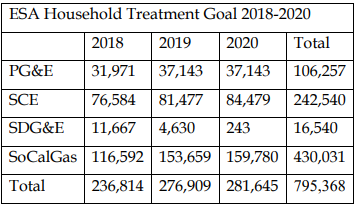 ESA Household Treatment Goal 2018-2020
2018 2019 2020 Total
PG&E 31,971 37,143 37,143 106,257
SCE 76,584 81,477 84,479 242,540
SDG&E 11,667 4,630 243 16,540
SoCalGas 116,592 153,659 159,780 430,031
Total 236,814 276,909 281,645 795,368